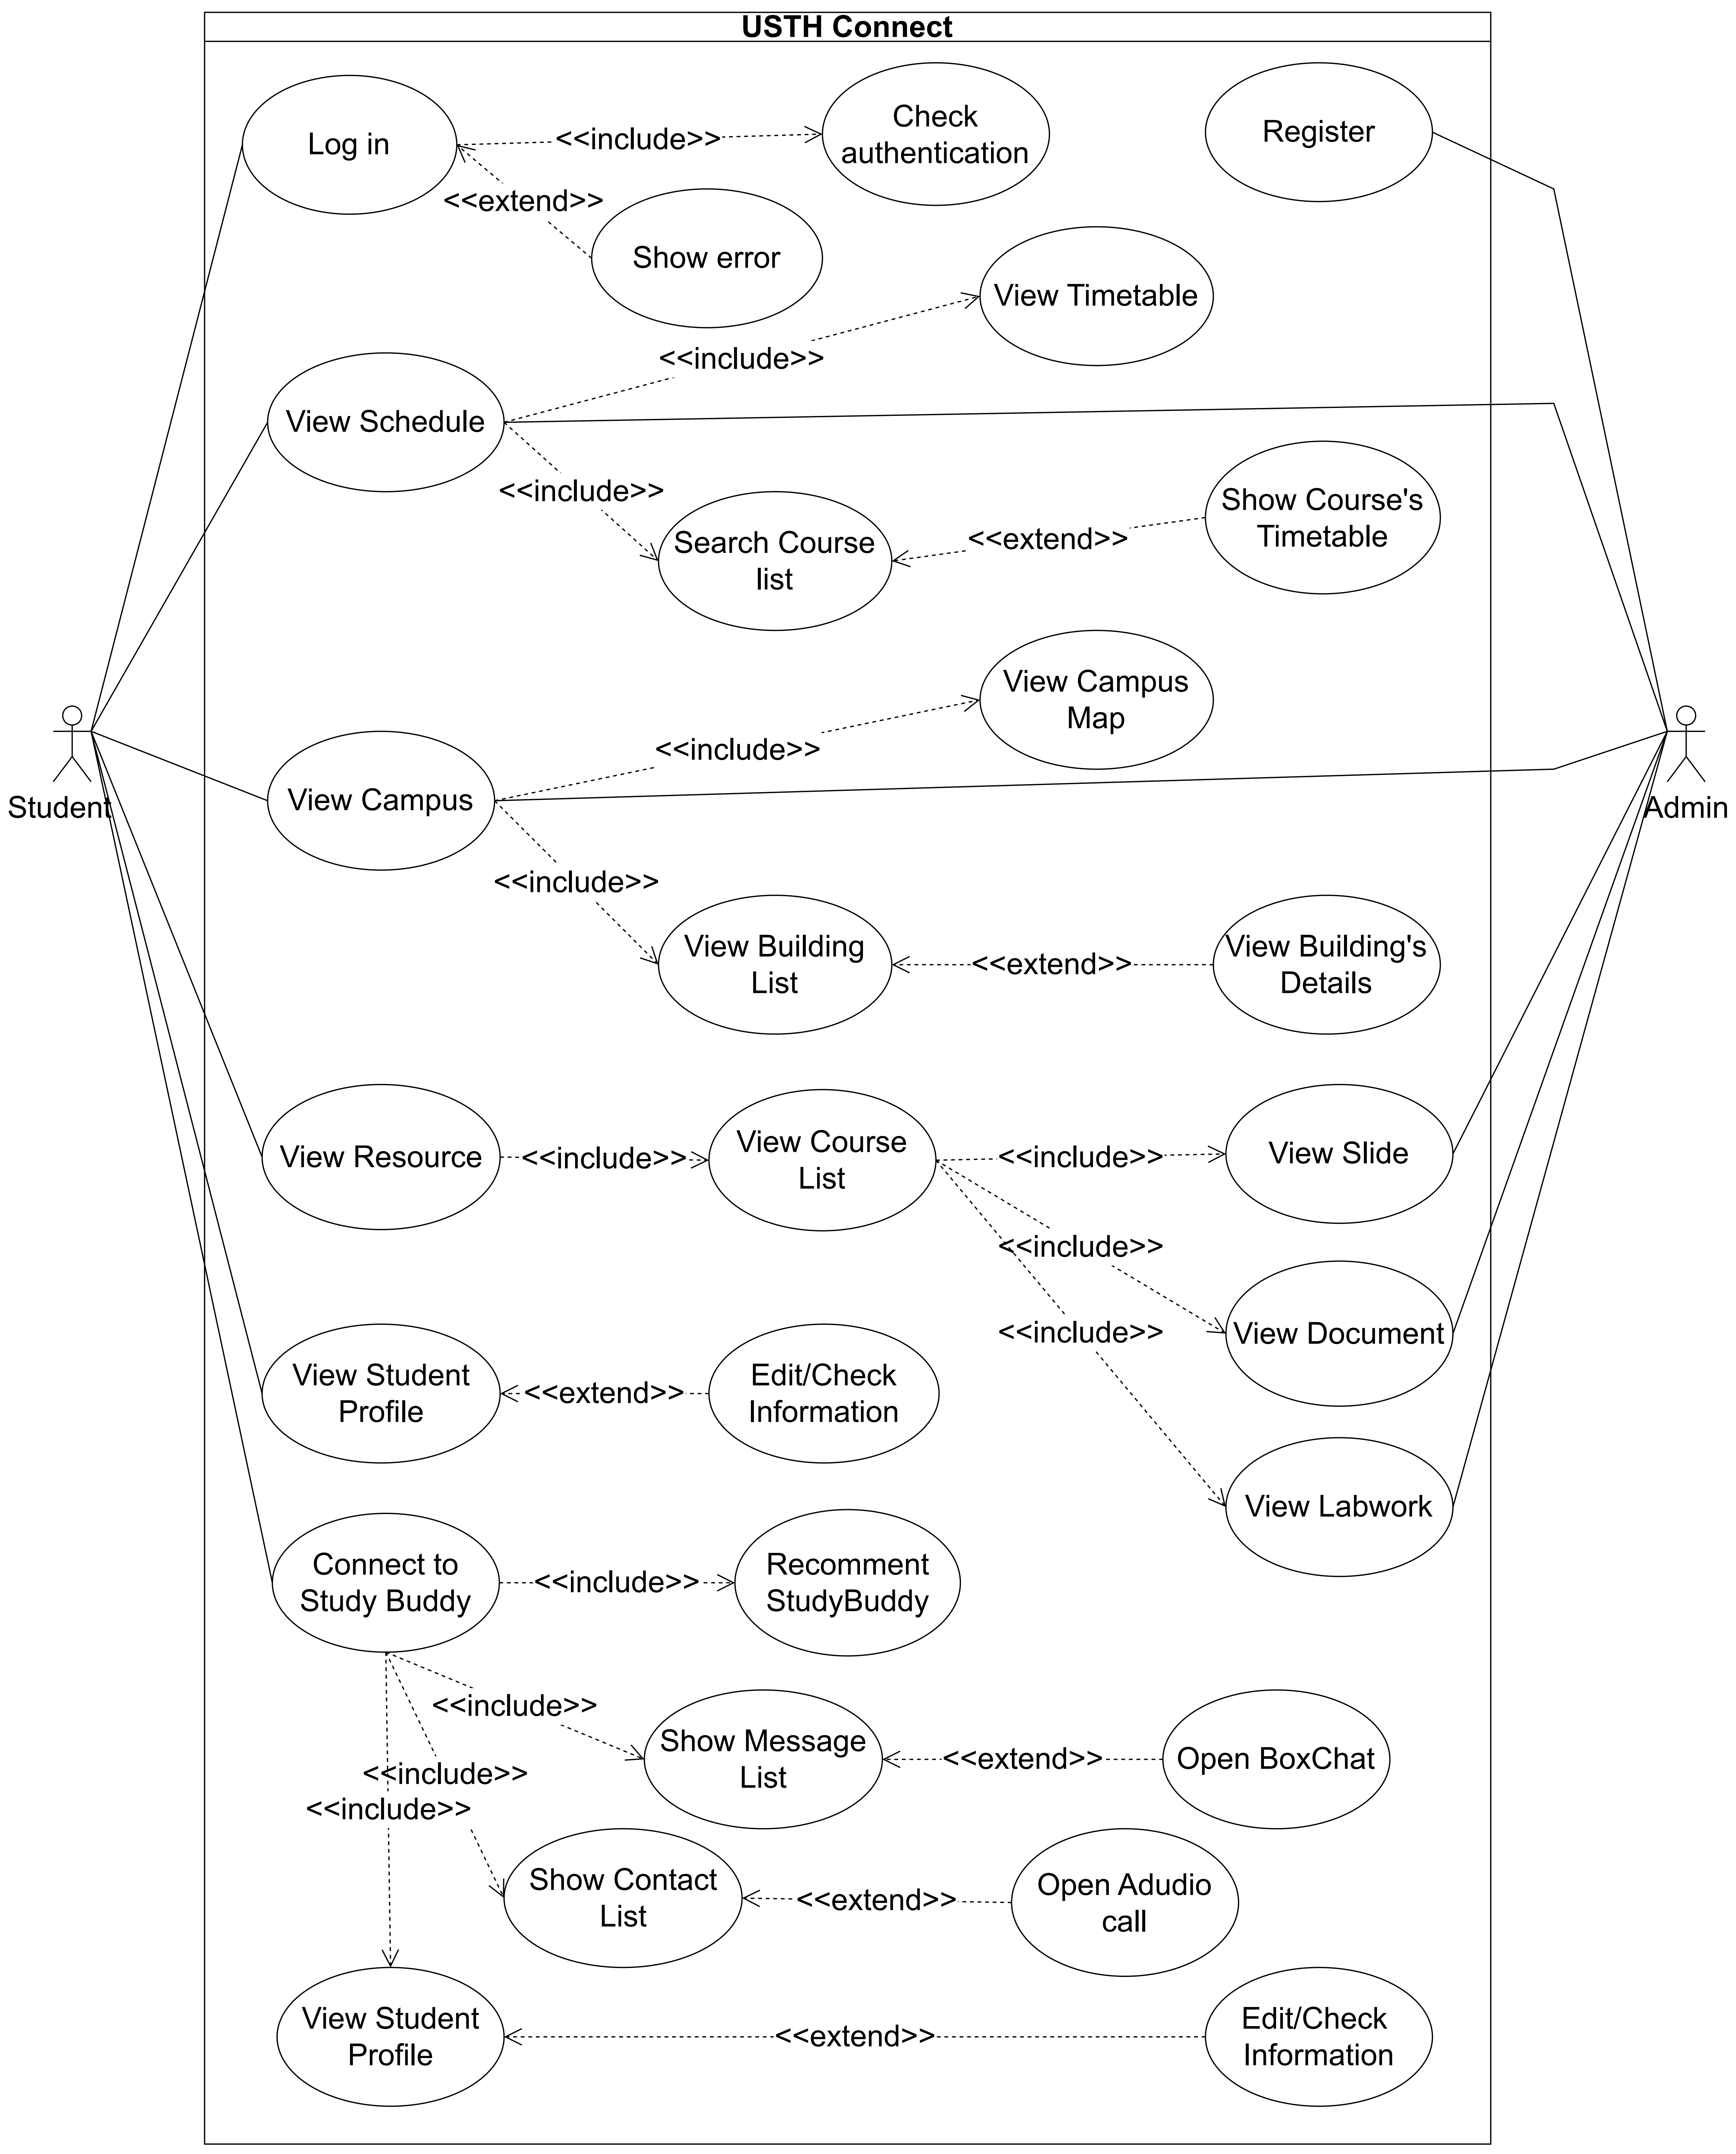 USTH Connect
Log in
<<include>>
Check
authentication
Register
<<extend>>
Show error
View Timetable
<<include>>
View Schedule
<<include>>
Search Course
list
<<extend>>
Show Course's
Timetable
View Campus
Map
<<include>>
Student
View Campus
Admin
<<include>>
View Building
List
<<extend>>
View Building's
Details
View Resource
<<include>>
View Course
List
<<include>>
View Slide
<<include>>
<<include>>
View Document
View Student
Profile
<<extend>>
Edit/Check
Information
View Labwork
Connect to
Study Buddy
<<include>>
Recomment
StudyBuddy
<<include>>
Show Message
List
<<extend>>
Open BoxChat
<<include>>
<<include>>
Show Contact
List
<<extend>>
Open Adudio
call
View Student
Profile
<<extend>>
Edit/Check
Information